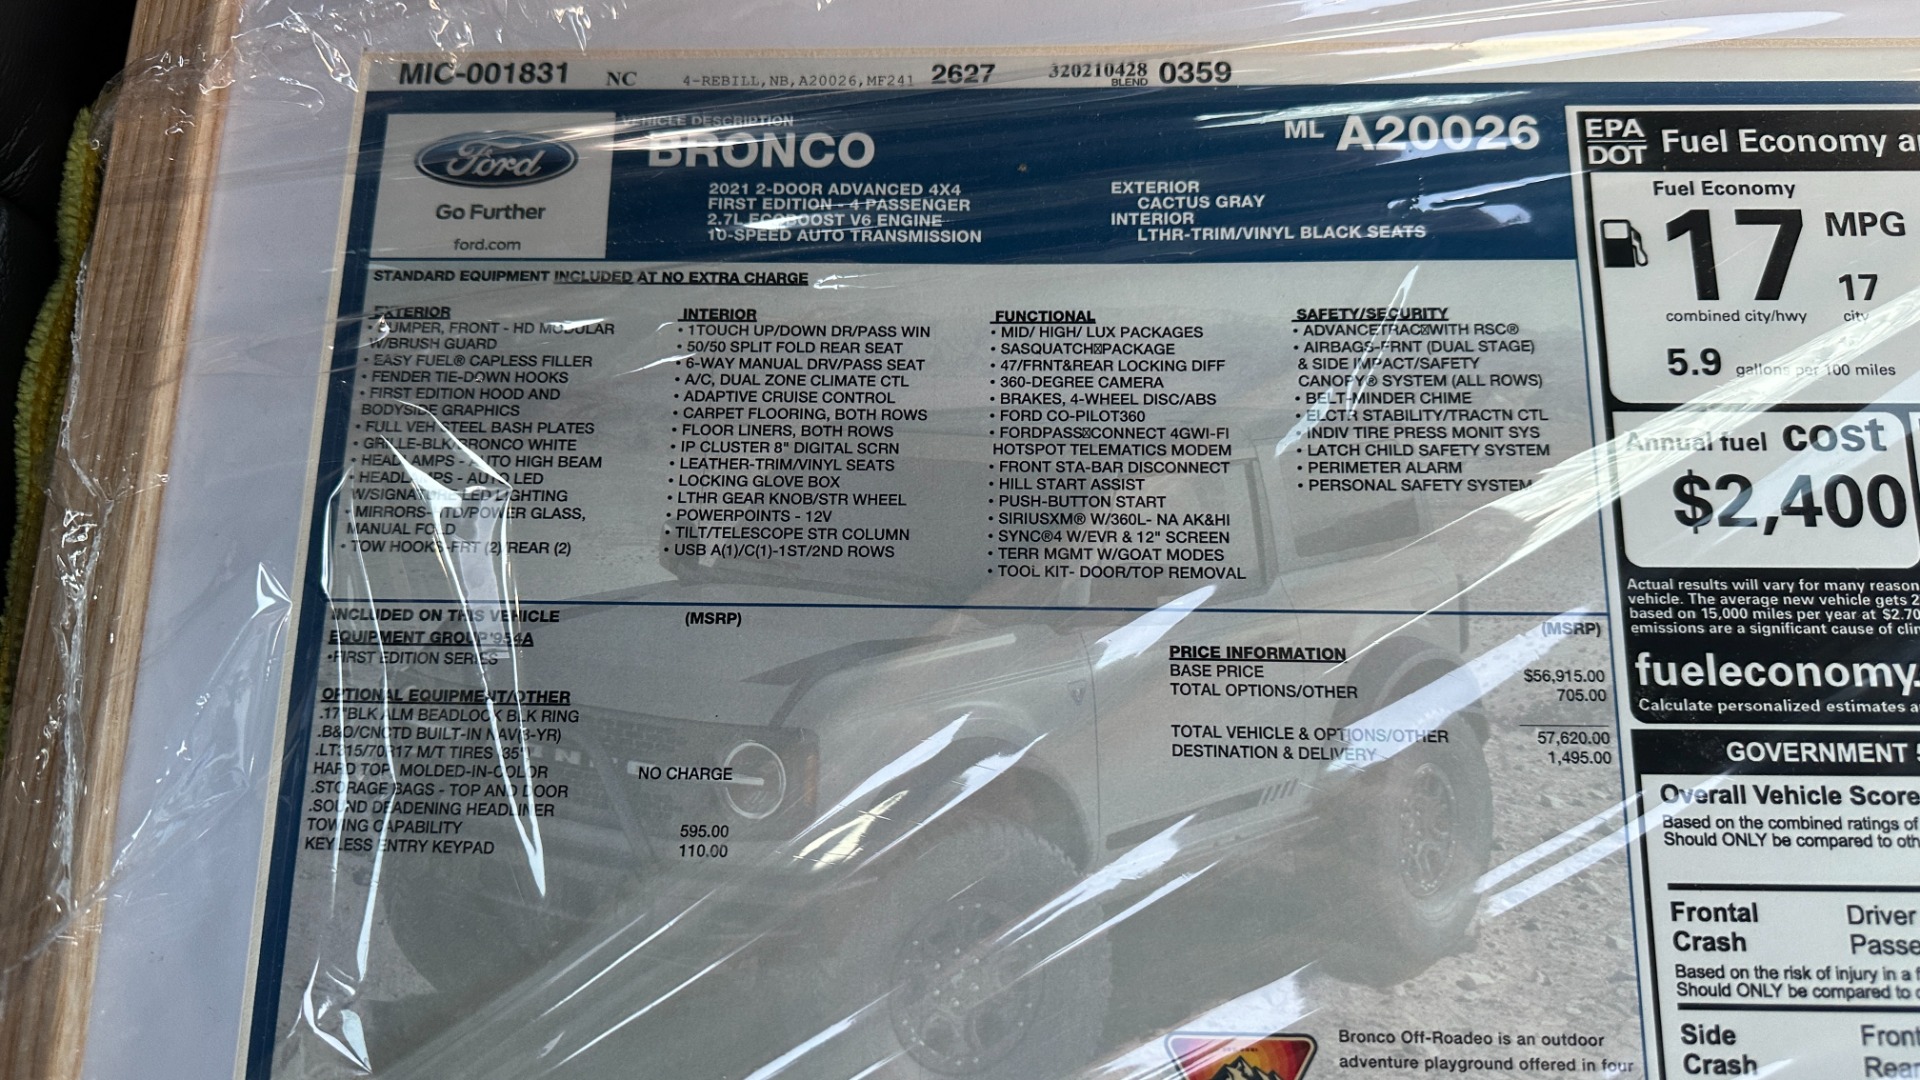 MIC-001831 NC 4-REBILL,NB,A20026,MF241 2627 320210428 BLEND 0359
Ford
Go Further
ford.com
VEHICLE DESCRIPTION
BRONCO
ML A20026
2021 2-DOOR ADVANCED 4X4
FIRST EDITION - 4 PASSENGER
2.7L ECOBOOST V6 ENGINE
10-SPEED AUTO TRANSMISSION
EXTERIOR
CACTUS GRAY
INTERIOR
LTHR-TRIM/VINYL BLACK SEATS
STANDARD EQUIPMENT INCLUDED AT NO EXTRA CHARGE
EXTERIOR
• BUMPER, FRONT - HD MODULAR
W/BRUSH GUARD
• EASY FUEL® CAPLESS FILLER
• FENDER TIE-DOWN HOOKS
• FIRST EDITION HOOD AND
BODYSIDE GRAPHICS
• FULL VEH STEEL BASH PLATES
• GRILLE-BLK/BRONCO WHITE
• HEADLAMPS - AUTO HIGH BEAM
• HEADLAMPS - AUTO LED
W/SIGNATURE LED LIGHTING
• MIRRORS-HTD/POWER GLASS,
MANUAL FOLD
• TOW HOOKS-FRT (2) REAR (2)
INTERIOR
• 1TOUCH UP/DOWN DR/PASS WIN
• 50/50 SPLIT FOLD REAR SEAT
• 6-WAY MANUAL DRV/PASS SEAT
• A/C, DUAL ZONE CLIMATE CTL
• ADAPTIVE CRUISE CONTROL
• CARPET FLOORING, BOTH ROWS
• FLOOR LINERS, BOTH ROWS
• IP CLUSTER 8" DIGITAL SCRN
• LEATHER-TRIM/VINYL SEATS
• LOCKING GLOVE BOX
• LTHR GEAR KNOB/STR WHEEL
• POWERPOINTS - 12V
• TILT/TELESCOPE STR COLUMN
• USB A(1)/C(1)-1ST/2ND ROWS
FUNCTIONAL
• MID/ HIGH/ LUX PACKAGES
• SASQUATCH PACKAGE
• 47/FRNT&REAR LOCKING DIFF
• 360-DEGREE CAMERA
• BRAKES, 4-WHEEL DISC/ABS
• FORD CO-PILOT360
• FORDPASS CONNECT 4GWI-FI
HOTSPOT TELEMATICS MODEM
• FRONT STA-BAR DISCONNECT
• HILL START ASSIST
• PUSH-BUTTON START
• SIRIUSXM® W/360L- NA AK&HI
• SYNC®4 W/EVR & 12" SCREEN
• TERR MGMT W/GOAT MODES
• TOOL KIT- DOOR/TOP REMOVAL
SAFETY/SECURITY
• ADVANCETRAC WITH RSC®
• AIRBAGS-FRNT (DUAL STAGE)
& SIDE IMPACT/SAFETY
CANOPY® SYSTEM (ALL ROWS)
• BELT-MINDER CHIME
• ELCTR STABILITY/TRACTN CTL
• INDIV TIRE PRESS MONIT SYS
• LATCH CHILD SAFETY SYSTEM
• PERIMETER ALARM
• PERSONAL SAFETY SYSTEM
INCLUDED ON THIS VEHICLE (MSRP)
EQUIPMENT GROUP 954A
•FIRST EDITION SERIES
OPTIONAL EQUIPMENT/OTHER
.17"BLK ALM BEADLOCK BLK RING
.B&O/CNCTD BUILT-IN NAV(3-YR)
.LT315/70R17 M/T TIRES (35")
HARD TOP, MOLDED-IN-COLOR NO CHARGE
.STORAGE BAGS - TOP AND DOOR
.SOUND DEADENING HEADLINER
TOWING CAPABILITY 595.00
KEYLESS ENTRY KEYPAD 110.00
(MSRP)
PRICE INFORMATION
BASE PRICE $56,915.00
TOTAL OPTIONS/OTHER 705.00
TOTAL VEHICLE & OPTIONS/OTHER 57,620.00
DESTINATION & DELIVERY 1,495.00
Bronco Off-Roadeo is an outdoor
adventure playground offered in four
EPA
DOT
Fuel Economy
Fuel Economy
17 MPG
combined city/hwy
17
city
5.9 gallons per 100 miles
Annual fuel cost
$2,400
Actual results will vary for many
vehicle. The average new vehicle gets
based on 15,000 miles per year at
emissions are a significant cause of
fueleconomy.
Calculate personalized estimates
GOVERNMENT
Overall Vehicle Score
Based on the combined ratings of
Should ONLY be compared to
Frontal Driver
Crash
Based on the risk of injury in a
Should ONLY be compared to
Side Front
Crash Rear